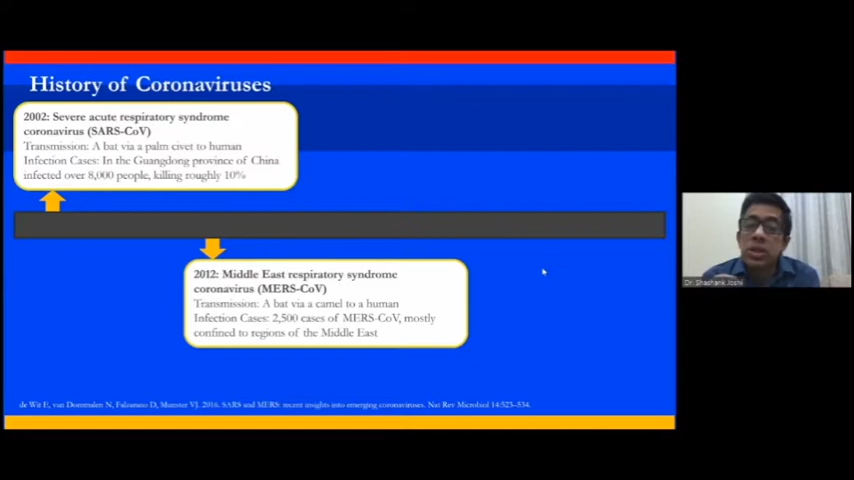 History of Coronaviruses
2002: Severe acute respiratory syndrome
coronavirus (SARS-CoV)
Transmission: A bat via a palm civet to human
Infection Cases: In the Guangdong province of China
infected over 8,000 people, killing roughly 10%
2012: Middle East respiratory syndrome
coronavirus (MERS-CoV)
Transmission: A bat via a camel to a human
Infection Cases: 2,500 cases of MERS-CoV, mostly
confined to regions of the Middle East
de Wit E, van Doremalen N, Falzarano D, Munster VJ. 2016. SARS and MERS: recent insights into emerging coronaviruses. Nat Rev Microbiol 14:523–534.
Dr. Shashank Joshi